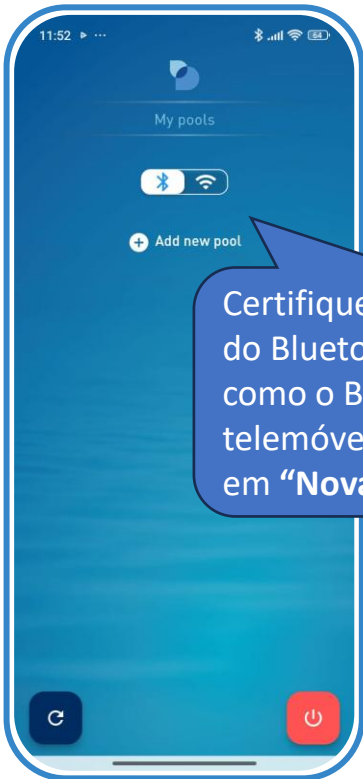 11:52
64
My pools
Add new pool
Certifique
do Blueto
como o B
telemóve
em “Nova